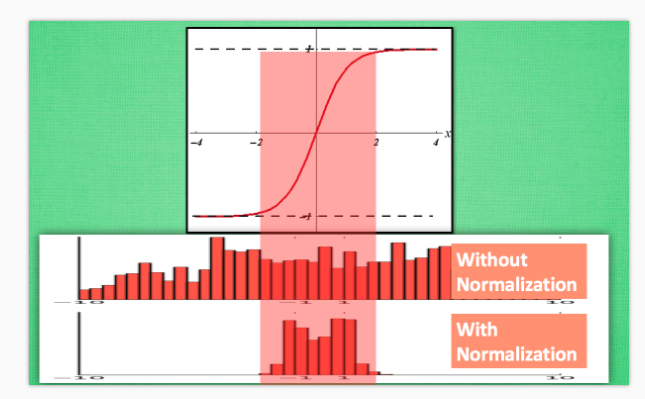 1
-4 -2 2 4 x
-1
Without
Normalization
-10 -1 1 10
With
Normalization
-10 -1 1 10